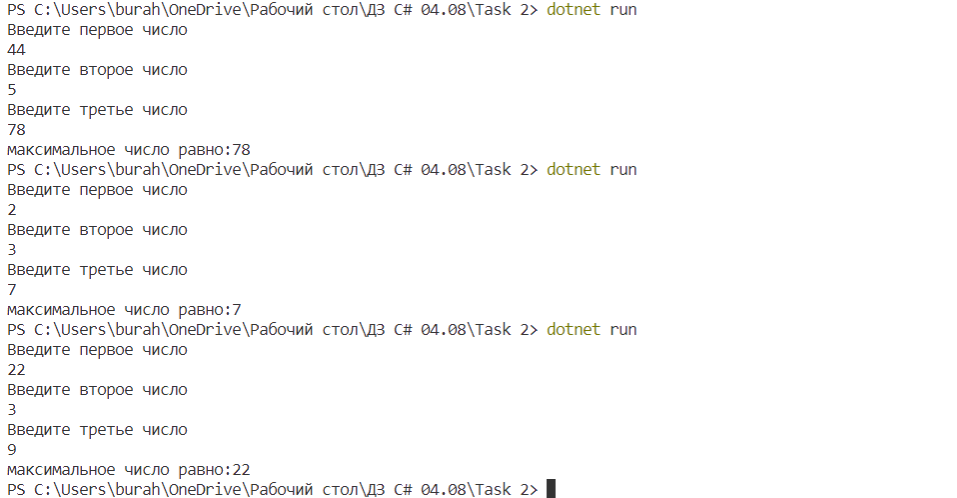 PS C:\Users\burah\OneDrive\Рабочий стол\ДЗ C# 04.08\Task 2> dotnet run
Введите первое число
44
Введите второе число
5
Введите третье число
78
максимальное число равно:78
PS C:\Users\burah\OneDrive\Рабочий стол\ДЗ C# 04.08\Task 2> dotnet run
Введите первое число
2
Введите второе число
3
Введите третье число
7
максимальное число равно:7
PS C:\Users\burah\OneDrive\Рабочий стол\ДЗ C# 04.08\Task 2> dotnet run
Введите первое число
22
Введите второе число
3
Введите третье число
9
максимальное число равно:22
PS C:\Users\burah\OneDrive\Рабочий стол\ДЗ C# 04.08\Task 2>